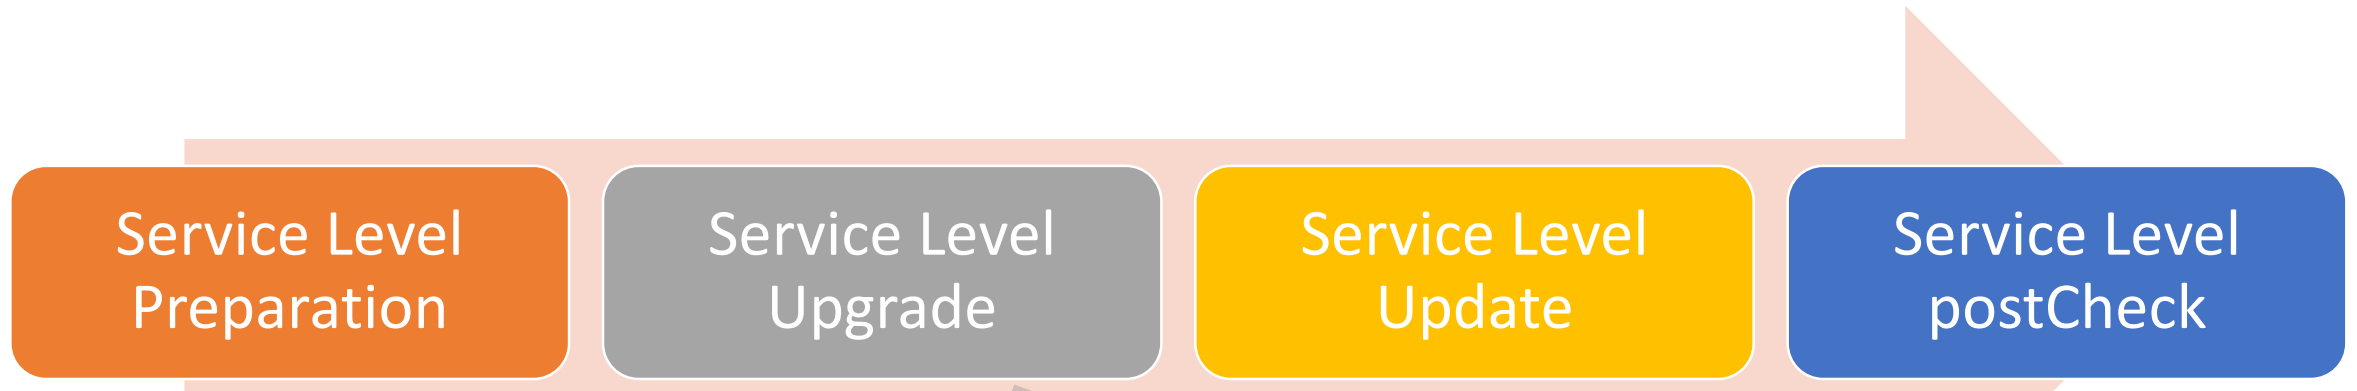 Service Level
Preparation
Service Level
Upgrade
Service Level
Update
Service Level
postCheck